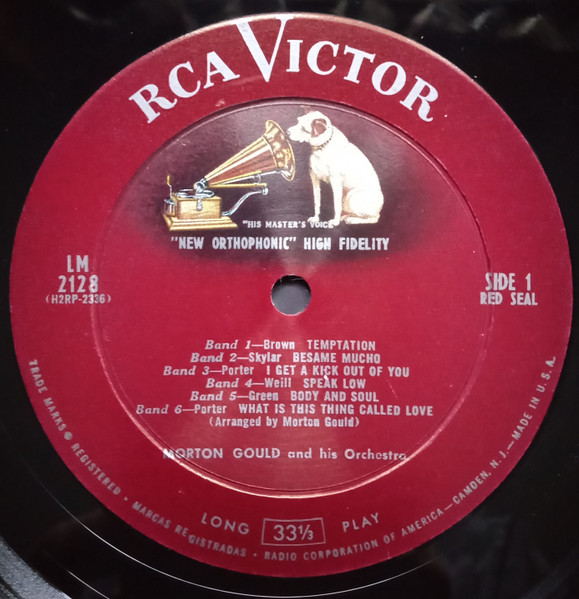 RCA VICTOR
"HIS MASTER'S VOICE"
"NEW ORTHOPHONIC" HIGH FIDELITY
LM
2128
(H2RP-2336)
SIDE 1
RED SEAL
Band 1—Brown TEMPTATION
Band 2—Skylar BESAME MUCHO
Band 3—Porter I GET A KICK OUT OF YOU
Band 4—Weill SPEAK LOW
Band 5—Green BODY AND SOUL
Band 6—Porter WHAT IS THIS THING CALLED LOVE
(Arranged by Morton Gould)
MORTON GOULD and his Orchestra
LONG 33⅓ PLAY
TRADE MARKS ® REGISTERED • MARCAS REGISTRADAS • RADIO CORPORATION OF AMERICA—CAMDEN, N.J.—MADE IN U.S.A.